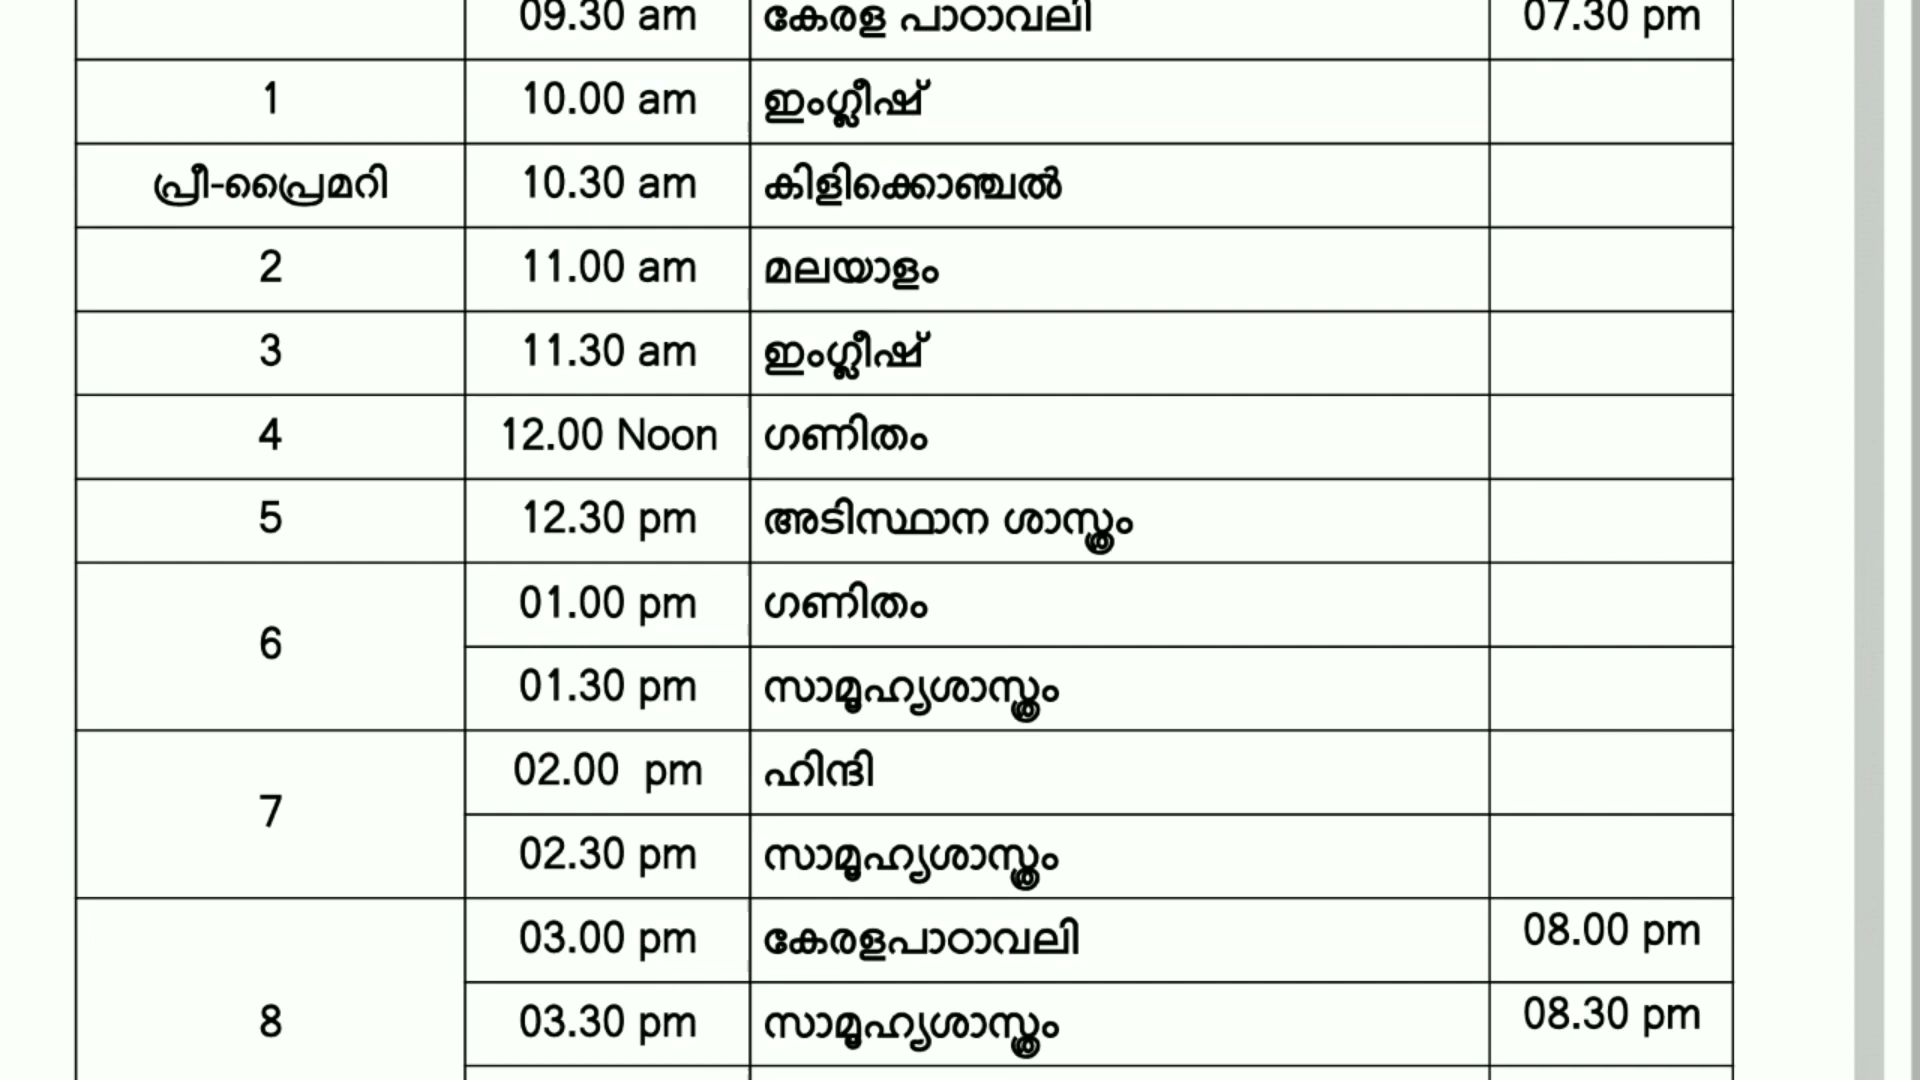 09.30 am കേരള പാഠാവലി 07.30 pm
1 10.00 am ഇംഗ്ലീഷ്
പ്രീ-പ്രൈമറി 10.30 am കിളിക്കൊഞ്ചൽ
2 11.00 am മലയാളം
3 11.30 am ഇംഗ്ലീഷ്
4 12.00 Noon ഗണിതം
5 12.30 pm അടിസ്ഥാന ശാസ്ത്രം
6 01.00 pm ഗണിതം
01.30 pm സാമൂഹ്യശാസ്ത്രം
7 02.00 pm ഹിന്ദി
02.30 pm സാമൂഹ്യശാസ്ത്രം
8 03.00 pm കേരളപാഠാവലി 08.00 pm
03.30 pm സാമൂഹ്യശാസ്ത്രം 08.30 pm